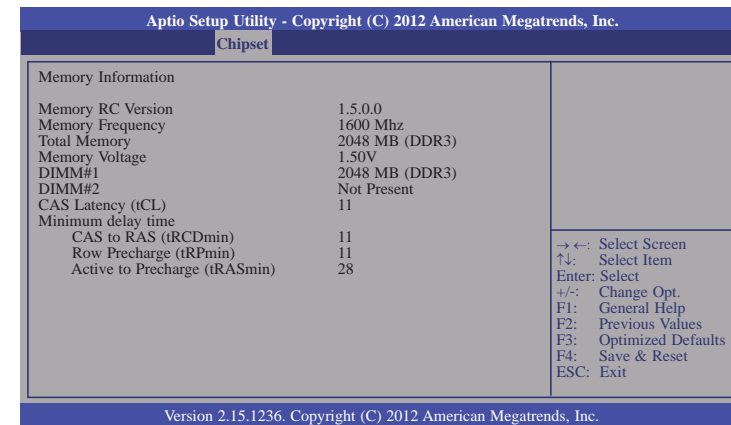 Aptio Setup Utility - Copyright (C) 2012 American Megatrends, Inc.
Chipset
Memory Information
Memory RC Version 1.5.0.0
Memory Frequency 1600 Mhz
Total Memory 2048 MB (DDR3)
Memory Voltage 1.50V
DIMM#1 2048 MB (DDR3)
DIMM#2 Not Present
CAS Latency (tCL) 11
Minimum delay time
CAS to RAS (tRCDmin) 11
Row Precharge (tRPmin) 11
Active to Precharge (tRASmin) 28
→ ←: Select Screen
↑↓: Select Item
Enter: Select
+/-: Change Opt.
F1: General Help
F2: Previous Values
F3: Optimized Defaults
F4: Save & Reset
ESC: Exit
Version 2.15.1236. Copyright (C) 2012 American Megatrends, Inc.